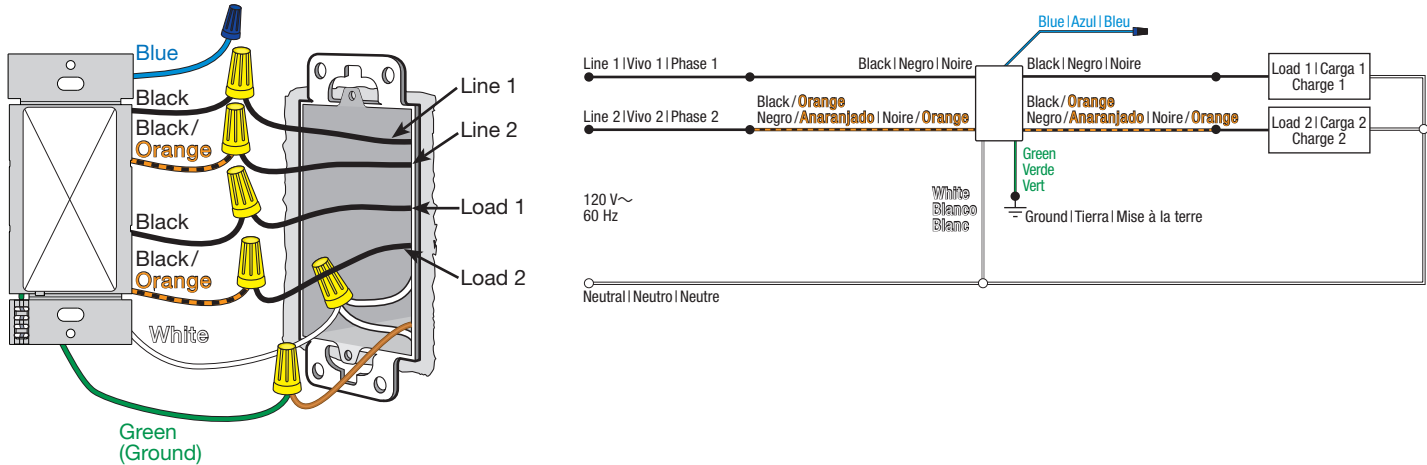 Blue
Black
Black/
Orange
Black
Black/
Orange
White
Green
(Ground)
Line 1
Line 2
Load 1
Load 2
Blue | Azul | Bleu
Line 1 | Vivo 1 | Phase 1
Black | Negro | Noire
Black | Negro | Noire
Load 1 | Carga 1
Charge 1
Line 2 | Vivo 2 | Phase 2
Black/Orange
Negro/Anaranjado | Noire/Orange
Black/Orange
Negro/Anaranjado | Noire/Orange
Load 2 | Carga 2
Charge 2
Green
Verde
Vert
120 V~
60 Hz
White
Blanco
Blanc
Ground | Tierra | Mise à la terre
Neutral | Neutro | Neutre